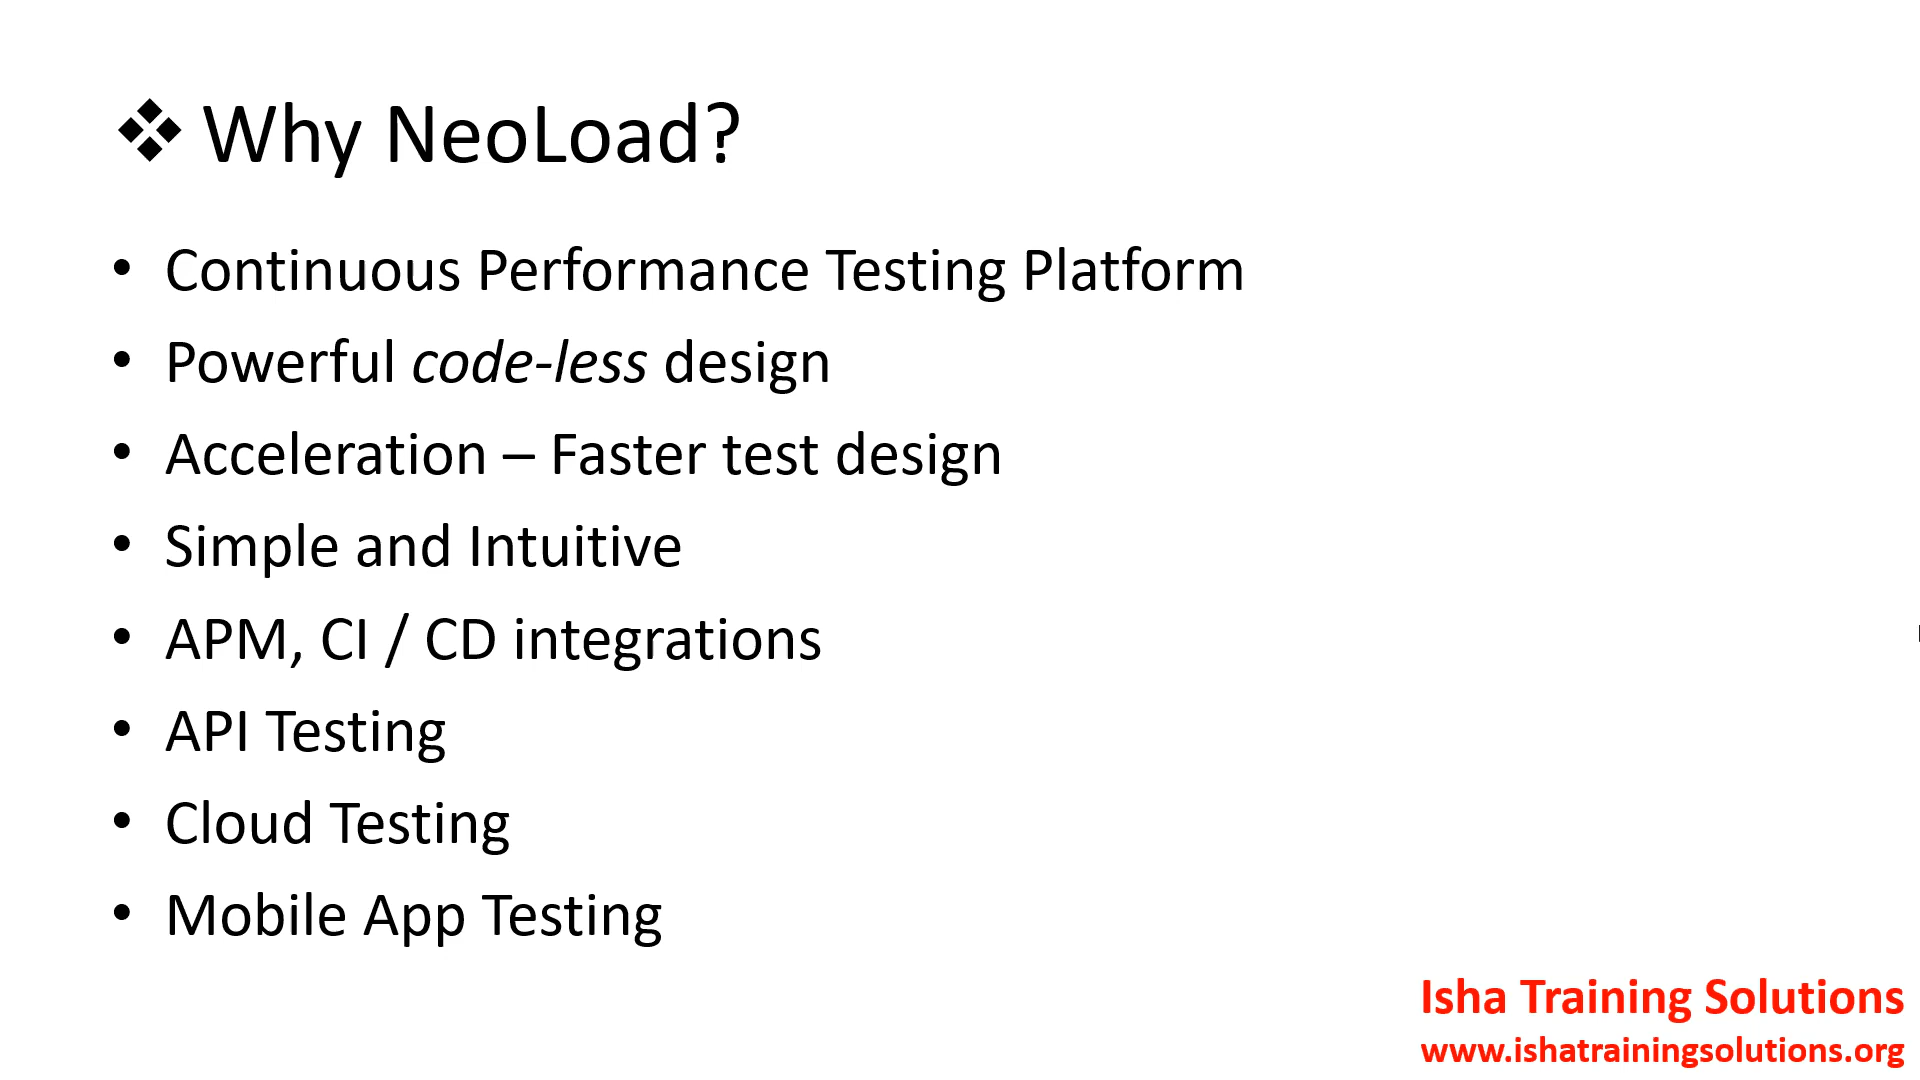 ❖ Why NeoLoad?
• Continuous Performance Testing Platform
• Powerful code-less design
• Acceleration – Faster test design
• Simple and Intuitive
• APM, CI / CD integrations
• API Testing
• Cloud Testing
• Mobile App Testing
Isha Training Solutions
www.ishatrainingsolutions.org